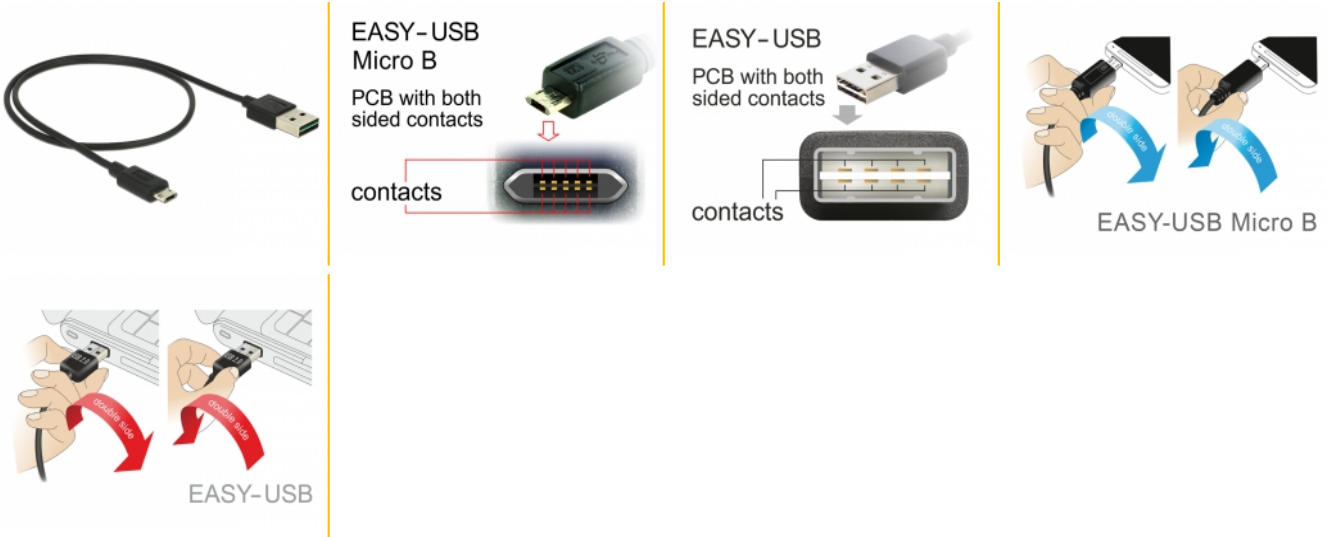 EASY-USB
Micro B
PCB with both
sided contacts
contacts
EASY-USB
PCB with both
sided contacts
contacts
double side
double side
EASY-USB Micro B
double side
double side
EASY-USB